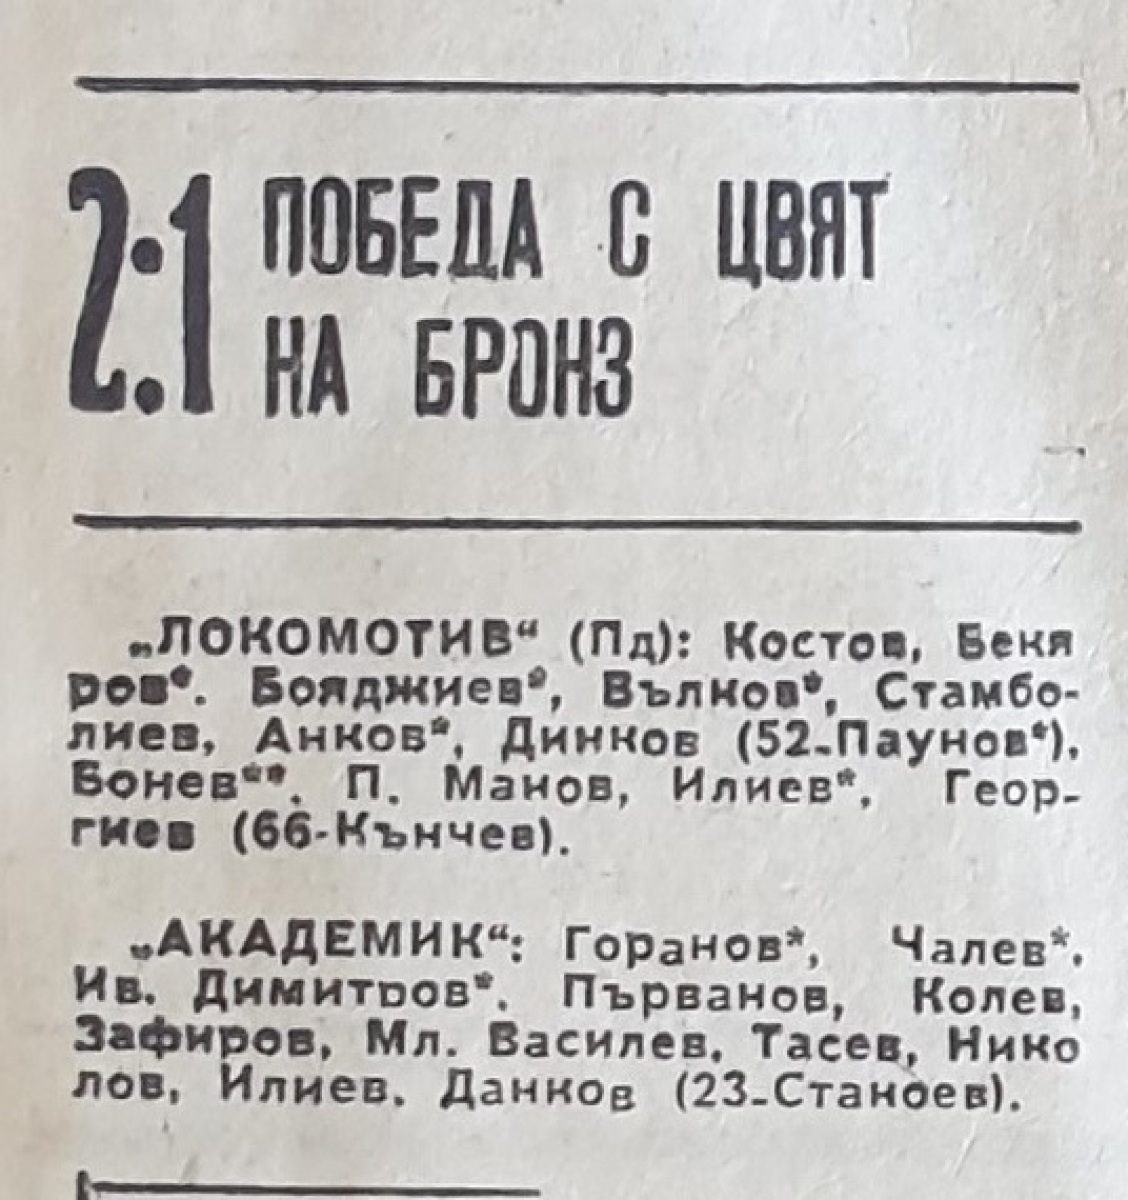 2:1 ПОБЕДА С ЦВЯТ
НА БРОНЗ
„ЛОКОМОТИВ“ (Пд): Костов, Бекя
ров*. Бояджиев*, Вълков*, Стамбо-
лиев, Анков*, Динков (52-Паунов*),
Бонев**, П. Манов, Илиев*, Геор-
гиев (66-Кънчев).
„АКАДЕМИК“: Горанов*, Чалев*,
Ив. Димитров*. Първанов, Колев,
Зафиров, Мл. Василев, Тасев, Нико
лов, Илиев, Данков (23-Станоев).